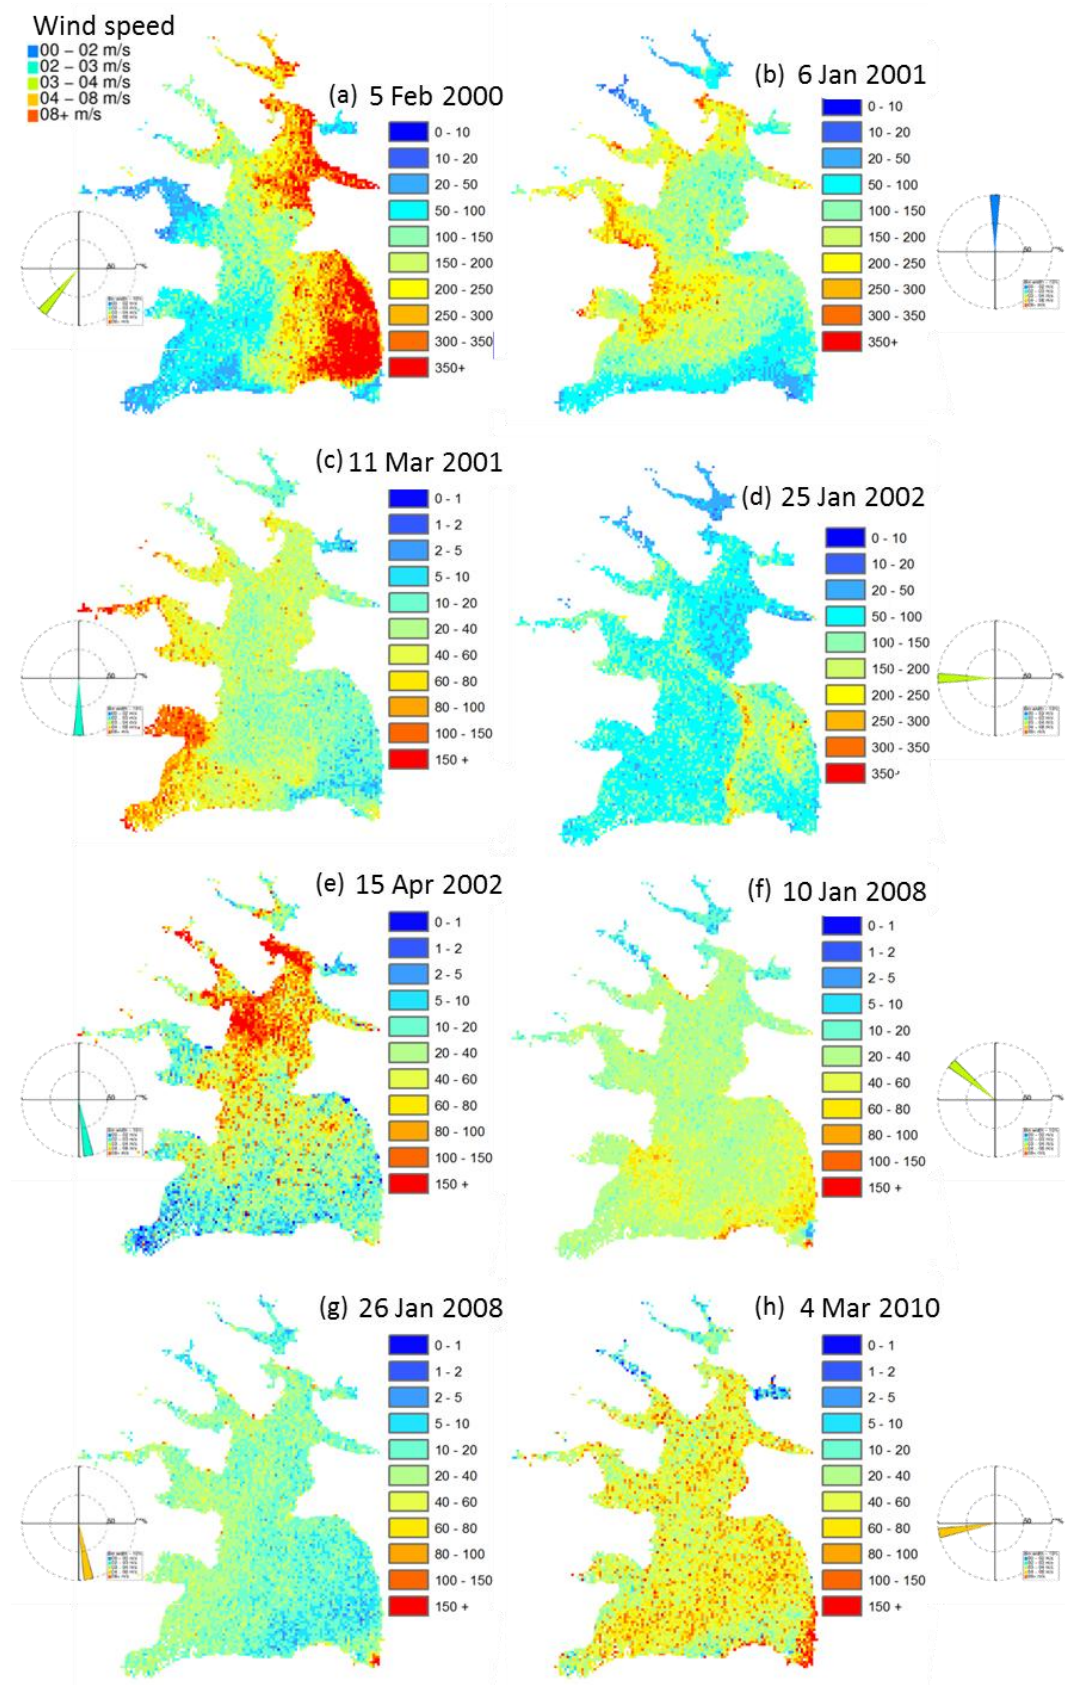 Wind speed
00 – 02 m/s
02 – 03 m/s
03 – 04 m/s
04 – 08 m/s
08+ m/s
(a) 5 Feb 2000
0 - 10
10 - 20
20 - 50
50 - 100
100 - 150
150 - 200
200 - 250
250 - 300
300 - 350
350+
(b) 6 Jan 2001
0 - 10
10 - 20
20 - 50
50 - 100
100 - 150
150 - 200
200 - 250
250 - 300
300 - 350
350+
(c) 11 Mar 2001
0 - 1
1 - 2
2 - 5
5 - 10
10 - 20
20 - 40
40 - 60
60 - 80
80 - 100
100 - 150
150 +
(d) 25 Jan 2002
0 - 10
10 - 20
20 - 50
50 - 100
100 - 150
150 - 200
200 - 250
250 - 300
300 - 350
350
(e) 15 Apr 2002
0 - 1
1 - 2
2 - 5
5 - 10
10 - 20
20 - 40
40 - 60
60 - 80
80 - 100
100 - 150
150 +
(f) 10 Jan 2008
0 - 1
1 - 2
2 - 5
5 - 10
10 - 20
20 - 40
40 - 60
60 - 80
80 - 100
100 - 150
150 +
(g) 26 Jan 2008
0 - 1
1 - 2
2 - 5
5 - 10
10 - 20
20 - 40
40 - 60
60 - 80
80 - 100
100 - 150
150 +
(h) 4 Mar 2010
0 - 1
1 - 2
2 - 5
5 - 10
10 - 20
20 - 40
40 - 60
60 - 80
80 - 100
100 - 150
150 +